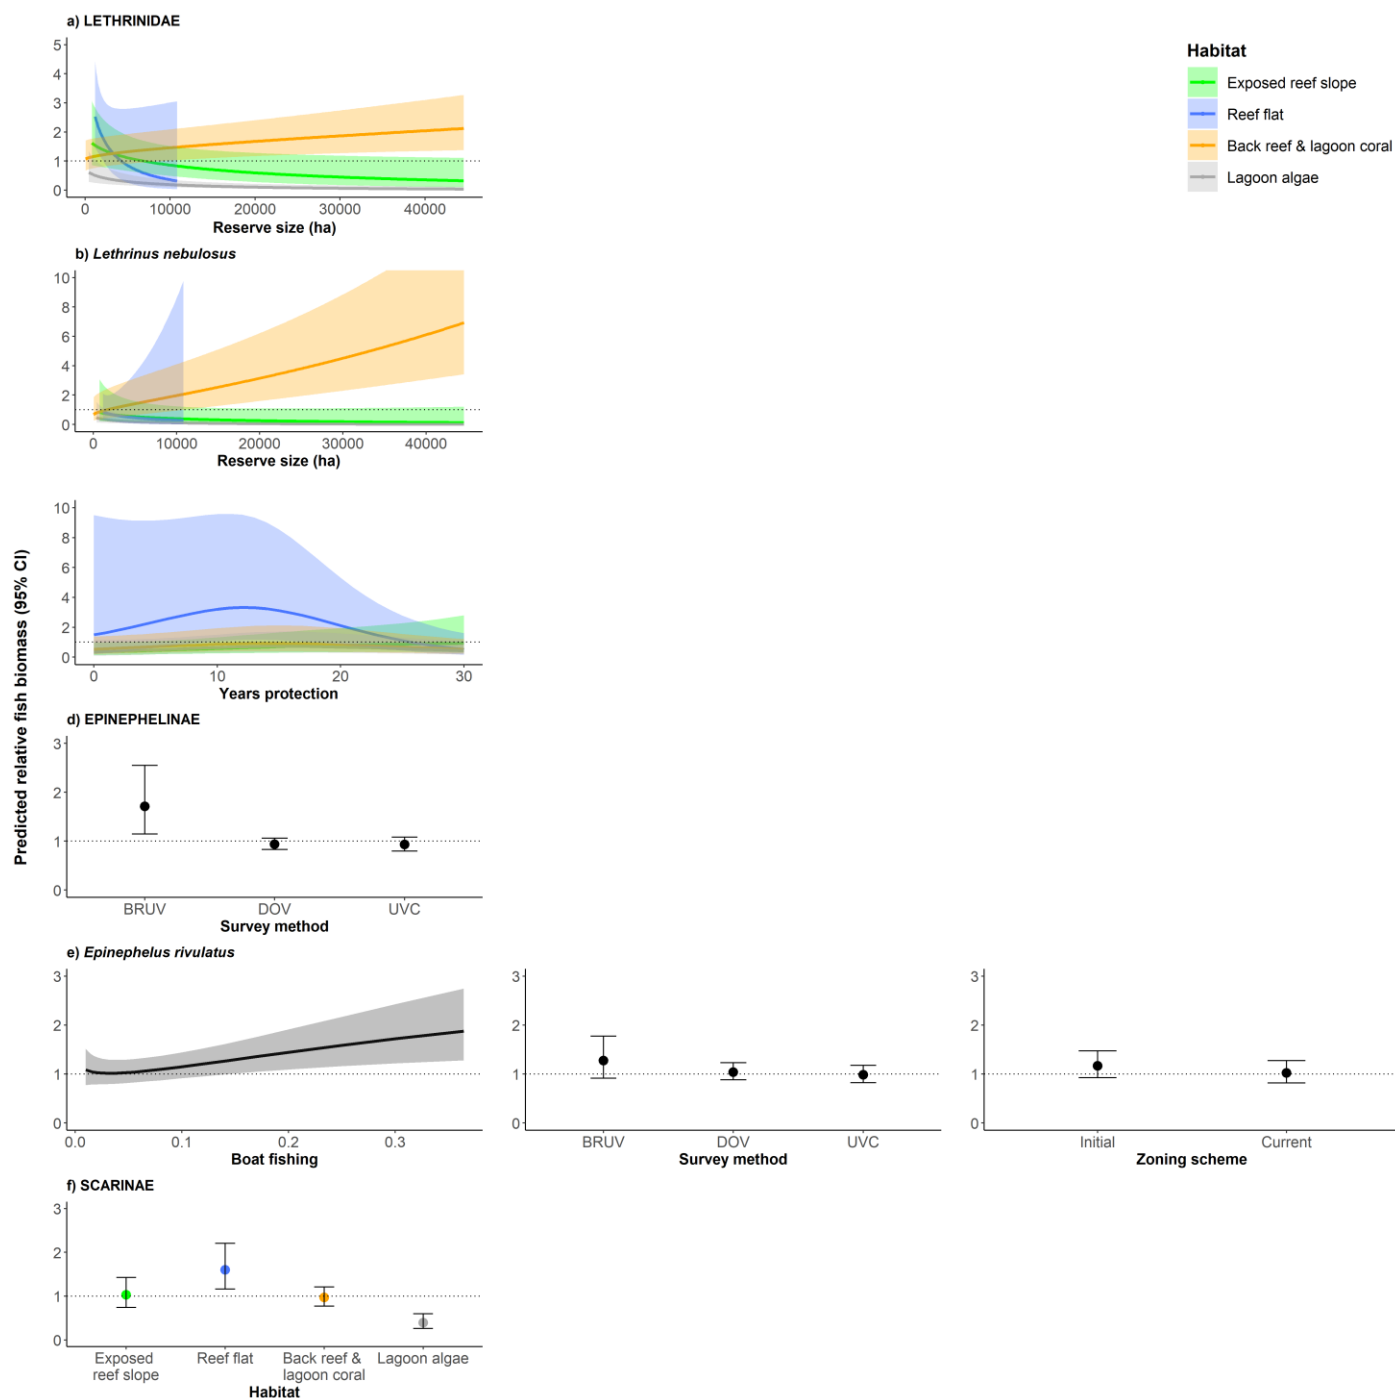 a) LETHRINIDAE
5
4
3
2
1
0
0 10000 20000 30000 40000
Reserve size (ha)
Habitat
Exposed reef slope
Reef flat
Back reef & lagoon coral
Lagoon algae
b) Lethrinus nebulosus
10
8
6
4
2
0
0 10000 20000 30000 40000
Reserve size (ha)
Predicted relative fish biomass (95% CI)
10
8
6
4
2
0
0 10 20 30
Years protection
d) EPINEPHELINAE
3
2
1
0
BRUV DOV UVC
Survey method
e) Epinephelus rivulatus
3
2
1
0
0.0 0.1 0.2 0.3
Boat fishing
3
2
1
0
BRUV DOV UVC
Survey method
3
2
1
0
Initial Current
Zoning scheme
f) SCARINAE
3
2
1
0
Exposed reef slope
Reef flat
Back reef & lagoon coral
Lagoon algae
Habitat